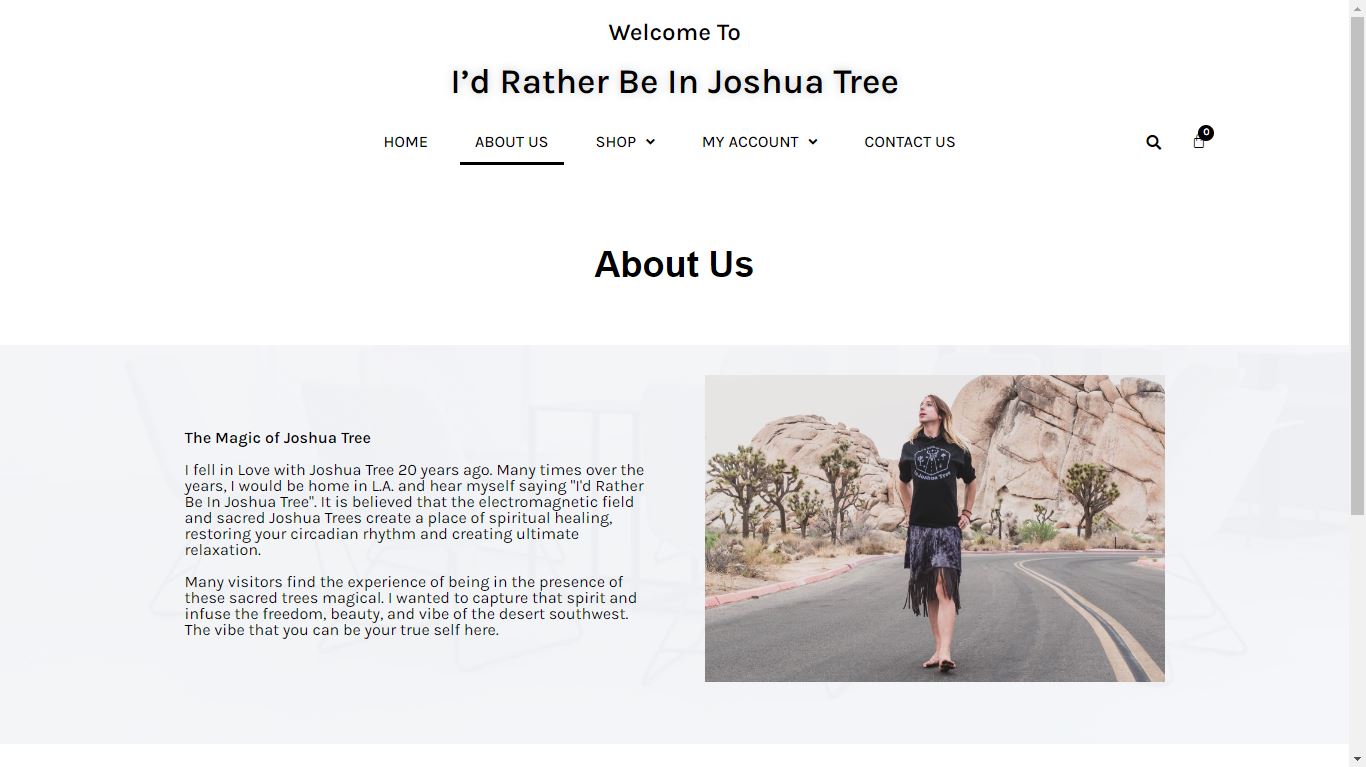 Welcome To
I’d Rather Be In Joshua Tree
HOME ABOUT US SHOP MY ACCOUNT CONTACT US 0
About Us
The Magic of Joshua Tree
I fell in Love with Joshua Tree 20 years ago. Many times over the
years, I would be home in L.A. and hear myself saying "I'd Rather
Be In Joshua Tree". It is believed that the electromagnetic field
and sacred Joshua Trees create a place of spiritual healing,
restoring your circadian rhythm and creating ultimate
relaxation.
Many visitors find the experience of being in the presence of
these sacred trees magical. I wanted to capture that spirit and
infuse the freedom, beauty, and vibe of the desert southwest.
The vibe that you can be your true self here.
Joshua Tree